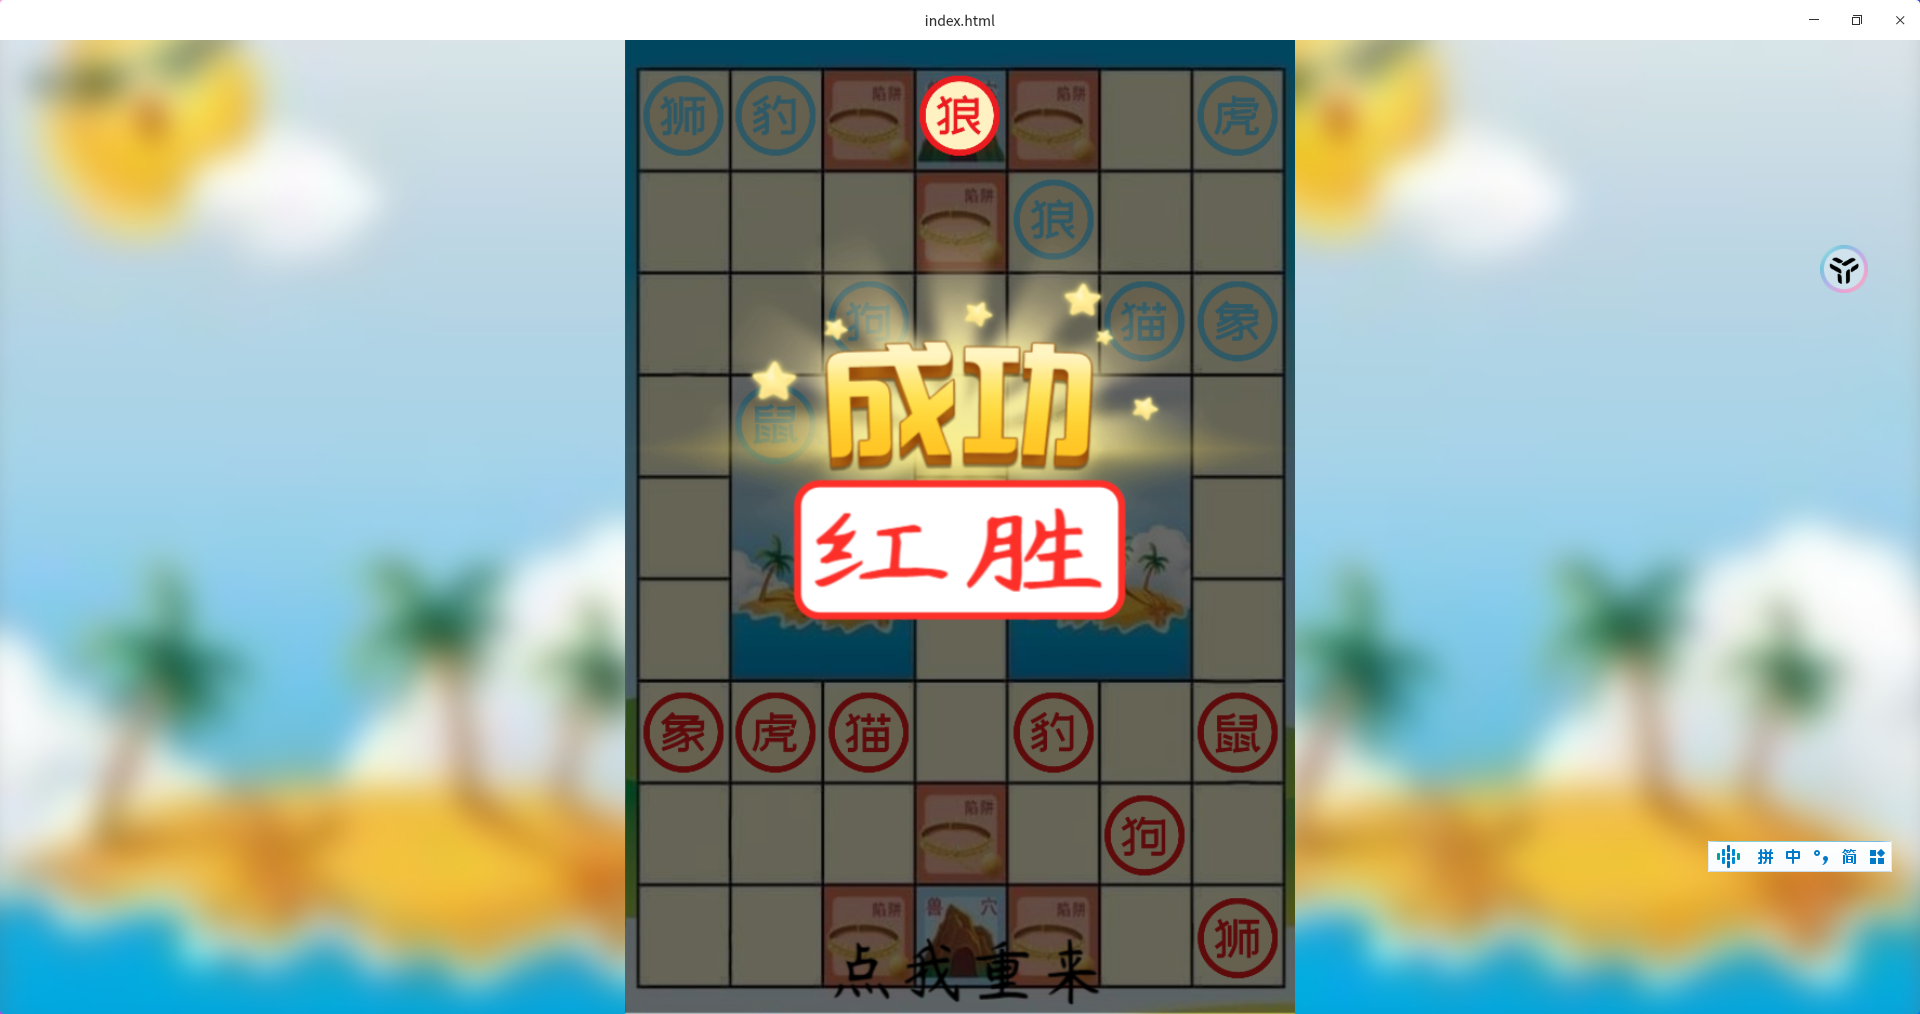 index.html
狮 豹 陷阱 狼 陷阱 虎
陷阱 狼
狗 猫 象
鼠
成功
红胜
象 虎 猫 豹 鼠
陷阱 狗
陷阱 兽穴 陷阱 狮
点我重来
拼 中 °, 简